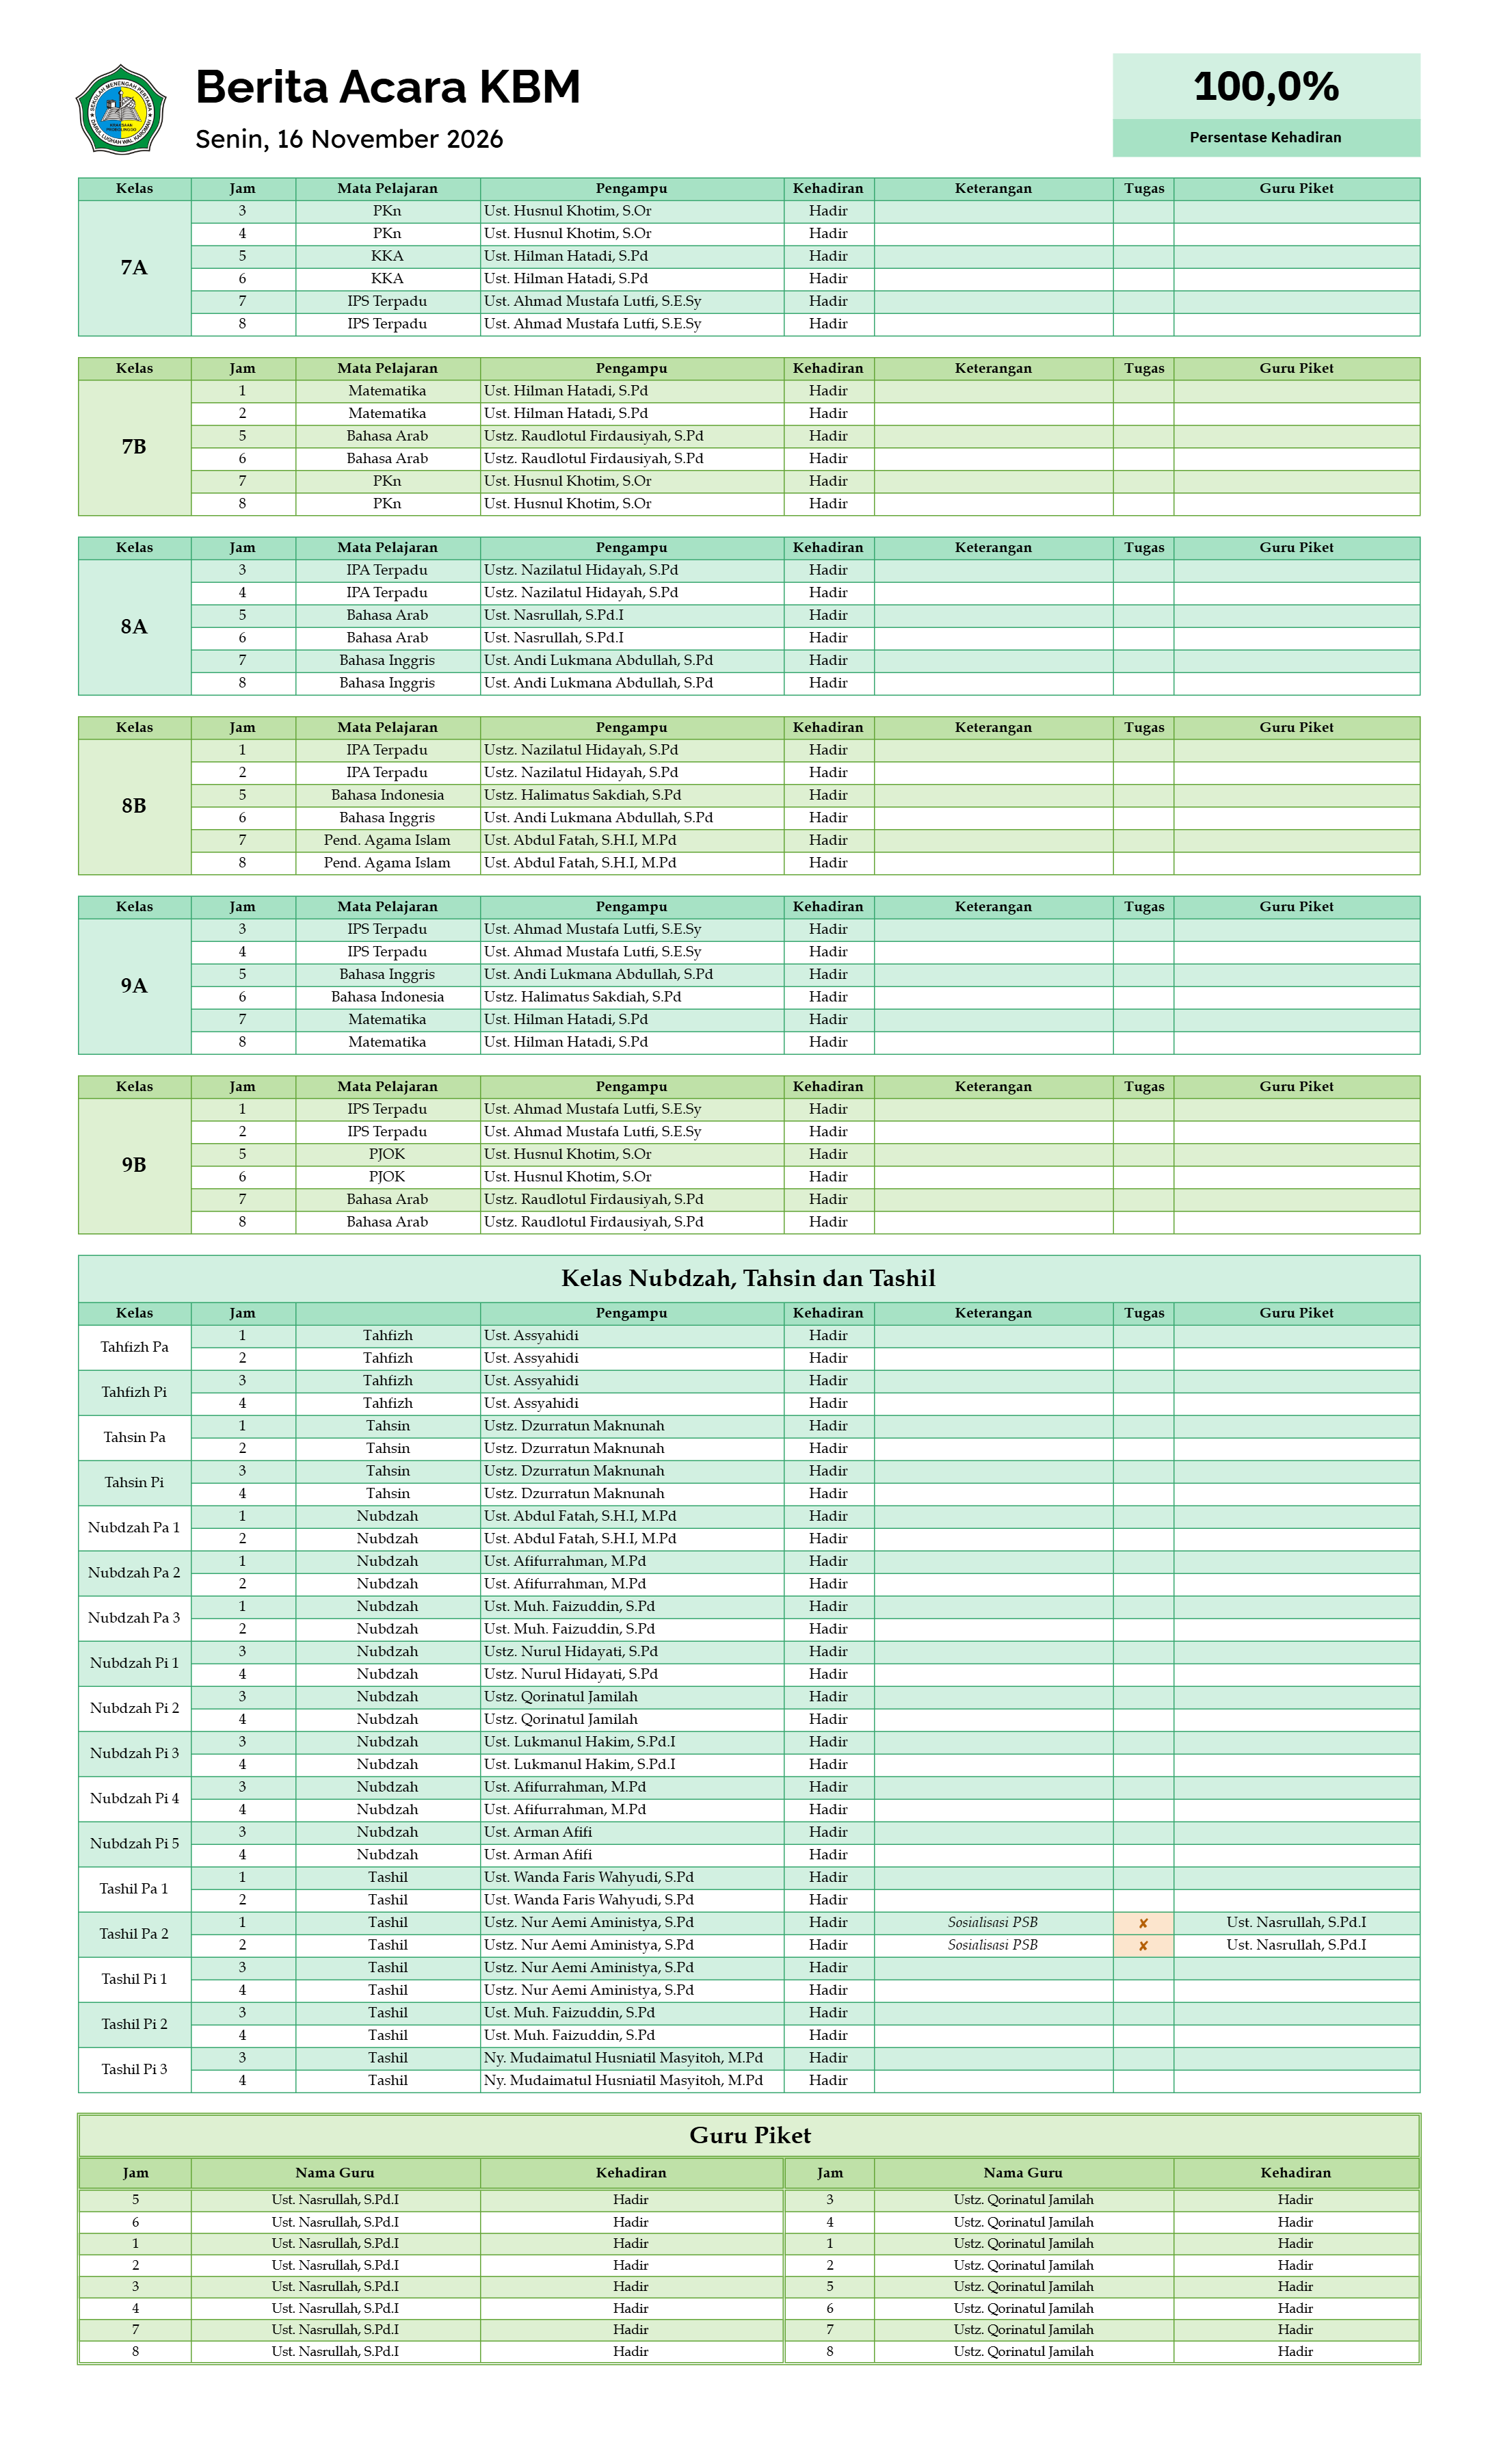 Berita Acara KBM
Senin, 16 November 2026
100,0%
Persentase Kehadiran
SEKOLAH MENENGAH PERTAMA
DARUL LUGHAH WAL KAROMAH
KRAKSAAN
PROBOLINGGO
Kelas Jam Mata Pelajaran Pengampu Kehadiran Keterangan Tugas Guru Piket
7A
3 PKn Ust. Husnul Khotim, S.Or Hadir
4 PKn Ust. Husnul Khotim, S.Or Hadir
5 KKA Ust. Hilman Hatadi, S.Pd Hadir
6 KKA Ust. Hilman Hatadi, S.Pd Hadir
7 IPS Terpadu Ust. Ahmad Mustafa Lutfi, S.E.Sy Hadir
8 IPS Terpadu Ust. Ahmad Mustafa Lutfi, S.E.Sy Hadir
Kelas Jam Mata Pelajaran Pengampu Kehadiran Keterangan Tugas Guru Piket
7B
1 Matematika Ust. Hilman Hatadi, S.Pd Hadir
2 Matematika Ust. Hilman Hatadi, S.Pd Hadir
5 Bahasa Arab Ustz. Raudlotul Firdausiyah, S.Pd Hadir
6 Bahasa Arab Ustz. Raudlotul Firdausiyah, S.Pd Hadir
7 PKn Ust. Husnul Khotim, S.Or Hadir
8 PKn Ust. Husnul Khotim, S.Or Hadir
Kelas Jam Mata Pelajaran Pengampu Kehadiran Keterangan Tugas Guru Piket
8A
3 IPA Terpadu Ustz. Nazilatul Hidayah, S.Pd Hadir
4 IPA Terpadu Ustz. Nazilatul Hidayah, S.Pd Hadir
5 Bahasa Arab Ust. Nasrullah, S.Pd.I Hadir
6 Bahasa Arab Ust. Nasrullah, S.Pd.I Hadir
7 Bahasa Inggris Ust. Andi Lukmana Abdullah, S.Pd Hadir
8 Bahasa Inggris Ust. Andi Lukmana Abdullah, S.Pd Hadir
Kelas Jam Mata Pelajaran Pengampu Kehadiran Keterangan Tugas Guru Piket
8B
1 IPA Terpadu Ustz. Nazilatul Hidayah, S.Pd Hadir
2 IPA Terpadu Ustz. Nazilatul Hidayah, S.Pd Hadir
5 Bahasa Indonesia Ustz. Halimatus Sakdiah, S.Pd Hadir
6 Bahasa Inggris Ust. Andi Lukmana Abdullah, S.Pd Hadir
7 Pend. Agama Islam Ust. Abdul Fatah, S.H.I, M.Pd Hadir
8 Pend. Agama Islam Ust. Abdul Fatah, S.H.I, M.Pd Hadir
Kelas Jam Mata Pelajaran Pengampu Kehadiran Keterangan Tugas Guru Piket
9A
3 IPS Terpadu Ust. Ahmad Mustafa Lutfi, S.E.Sy Hadir
4 IPS Terpadu Ust. Ahmad Mustafa Lutfi, S.E.Sy Hadir
5 Bahasa Inggris Ust. Andi Lukmana Abdullah, S.Pd Hadir
6 Bahasa Indonesia Ustz. Halimatus Sakdiah, S.Pd Hadir
7 Matematika Ust. Hilman Hatadi, S.Pd Hadir
8 Matematika Ust. Hilman Hatadi, S.Pd Hadir
Kelas Jam Mata Pelajaran Pengampu Kehadiran Keterangan Tugas Guru Piket
9B
1 IPS Terpadu Ust. Ahmad Mustafa Lutfi, S.E.Sy Hadir
2 IPS Terpadu Ust. Ahmad Mustafa Lutfi, S.E.Sy Hadir
5 PJOK Ust. Husnul Khotim, S.Or Hadir
6 PJOK Ust. Husnul Khotim, S.Or Hadir
7 Bahasa Arab Ustz. Raudlotul Firdausiyah, S.Pd Hadir
8 Bahasa Arab Ustz. Raudlotul Firdausiyah, S.Pd Hadir
Kelas Nubdzah, Tahsin dan Tashil
Kelas Jam Pengampu Kehadiran Keterangan Tugas Guru Piket
Tahfizh Pa
1 Tahfizh Ust. Assyahidi Hadir
2 Tahfizh Ust. Assyahidi Hadir
Tahfizh Pi
3 Tahfizh Ust. Assyahidi Hadir
4 Tahfizh Ust. Assyahidi Hadir
Tahsin Pa
1 Tahsin Ustz. Dzurratun Maknunah Hadir
2 Tahsin Ustz. Dzurratun Maknunah Hadir
Tahsin Pi
3 Tahsin Ustz. Dzurratun Maknunah Hadir
4 Tahsin Ustz. Dzurratun Maknunah Hadir
Nubdzah Pa 1
1 Nubdzah Ust. Abdul Fatah, S.H.I, M.Pd Hadir
2 Nubdzah Ust. Abdul Fatah, S.H.I, M.Pd Hadir
Nubdzah Pa 2
1 Nubdzah Ust. Afifurrahman, M.Pd Hadir
2 Nubdzah Ust. Afifurrahman, M.Pd Hadir
Nubdzah Pa 3
1 Nubdzah Ust. Muh. Faizuddin, S.Pd Hadir
2 Nubdzah Ust. Muh. Faizuddin, S.Pd Hadir
Nubdzah Pi 1
3 Nubdzah Ustz. Nurul Hidayati, S.Pd Hadir
4 Nubdzah Ustz. Nurul Hidayati, S.Pd Hadir
Nubdzah Pi 2
3 Nubdzah Ustz. Qorinatul Jamilah Hadir
4 Nubdzah Ustz. Qorinatul Jamilah Hadir
Nubdzah Pi 3
3 Nubdzah Ust. Lukmanul Hakim, S.Pd.I Hadir
4 Nubdzah Ust. Lukmanul Hakim, S.Pd.I Hadir
Nubdzah Pi 4
3 Nubdzah Ust. Afifurrahman, M.Pd Hadir
4 Nubdzah Ust. Afifurrahman, M.Pd Hadir
Nubdzah Pi 5
3 Nubdzah Ust. Arman Afifi Hadir
4 Nubdzah Ust. Arman Afifi Hadir
Tashil Pa 1
1 Tashil Ust. Wanda Faris Wahyudi, S.Pd Hadir
2 Tashil Ust. Wanda Faris Wahyudi, S.Pd Hadir
Tashil Pa 2
1 Tashil Ustz. Nur Aemi Aministya, S.Pd Hadir Sosialisasi PSB ✘ Ust. Nasrullah, S.Pd.I
2 Tashil Ustz. Nur Aemi Aministya, S.Pd Hadir Sosialisasi PSB ✘ Ust. Nasrullah, S.Pd.I
Tashil Pi 1
3 Tashil Ustz. Nur Aemi Aministya, S.Pd Hadir
4 Tashil Ustz. Nur Aemi Aministya, S.Pd Hadir
Tashil Pi 2
3 Tashil Ust. Muh. Faizuddin, S.Pd Hadir
4 Tashil Ust. Muh. Faizuddin, S.Pd Hadir
Tashil Pi 3
3 Tashil Ny. Mudaimatul Husniatil Masyitoh, M.Pd Hadir
4 Tashil Ny. Mudaimatul Husniatil Masyitoh, M.Pd Hadir
Guru Piket
Jam Nama Guru Kehadiran Jam Nama Guru Kehadiran
5 Ust. Nasrullah, S.Pd.I Hadir 3 Ustz. Qorinatul Jamilah Hadir
6 Ust. Nasrullah, S.Pd.I Hadir 4 Ustz. Qorinatul Jamilah Hadir
1 Ust. Nasrullah, S.Pd.I Hadir 1 Ustz. Qorinatul Jamilah Hadir
2 Ust. Nasrullah, S.Pd.I Hadir 2 Ustz. Qorinatul Jamilah Hadir
3 Ust. Nasrullah, S.Pd.I Hadir 5 Ustz. Qorinatul Jamilah Hadir
4 Ust. Nasrullah, S.Pd.I Hadir 6 Ustz. Qorinatul Jamilah Hadir
7 Ust. Nasrullah, S.Pd.I Hadir 7 Ustz. Qorinatul Jamilah Hadir
8 Ust. Nasrullah, S.Pd.I Hadir 8 Ustz. Qorinatul Jamilah Hadir